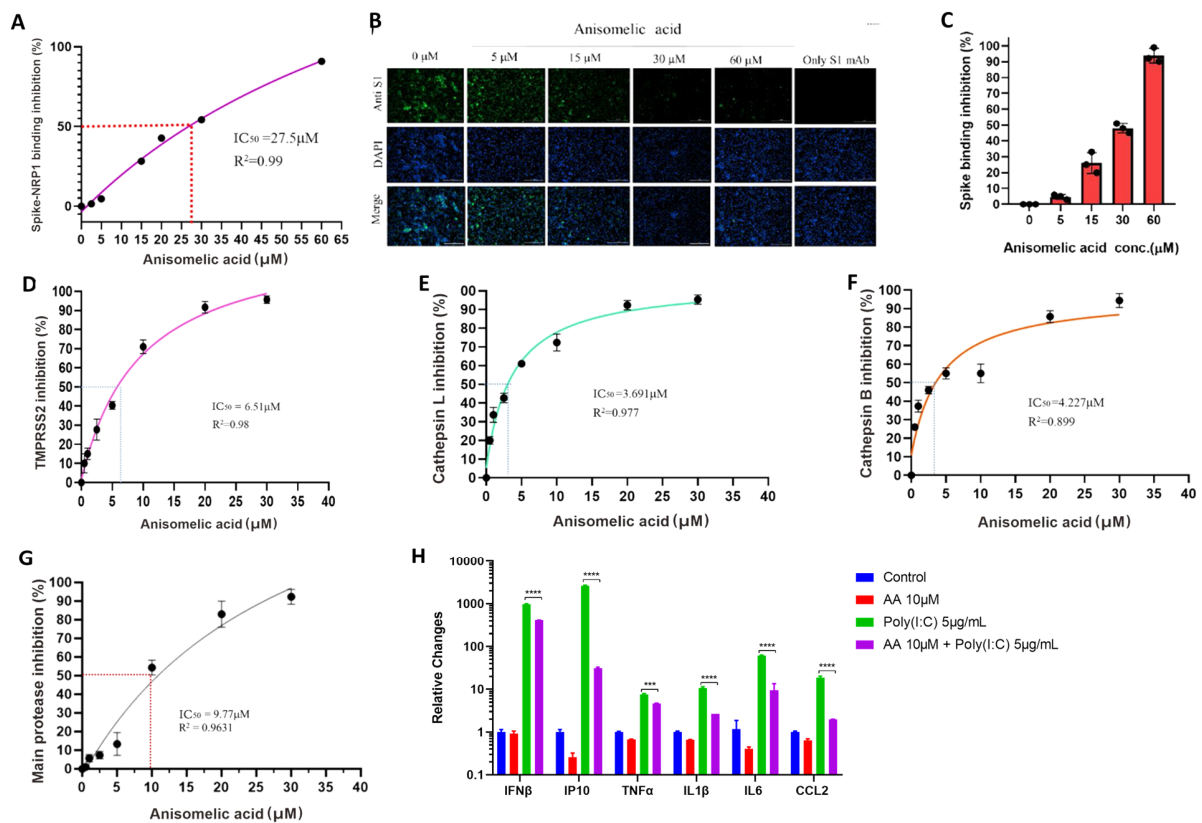 A
Spike-NRP1 binding inhibition (%)
100
50
0
IC50 =27.5μM
R2=0.99
0 5 10 15 20 25 30 35 40 45 50 55 60 65
Anisomelic acid (μM)
B
Anisomelic acid
0 μM 5 μM 15 μM 30 μM 60 μM Only S1 mAb
Anti S1
DAPI
Merge
C
Spike binding inhibition (%)
100
90
80
70
60
50
40
30
20
10
0
0 5 15 30 60
Anisomelic acid conc.(μM)
D
TMPRSS2 inhibition (%)
100
90
80
70
60
50
40
30
20
10
0
IC50 = 6.51μM
R2=0.98
0 5 10 15 20 25 30 35 40
Anisomelic acid (μM)
E
Cathepsin L inhibition (%)
00
90
80
70
60
50
40
30
20
10
0
IC50 =3.691μM
R2=0.977
0 5 10 15 20 25 30 35 40
Anisomelic acid (μM)
F
Cathepsin B inhibition (%)
100
90
80
70
60
50
40
30
20
10
0
IC50 =4.227μM
R2=0.899
0 5 10 15 20 25 30 35 40
Anisomelic acid (μM)
G
Main protease inhibition (%)
100
90
80
70
60
50
40
30
20
10
0
IC50 = 9.77μM
R2 = 0.9631
0 5 10 15 20 25 30 35
Anisomelic acid (μM)
H
Relative Changes
10000
1000
100
10
1
0.1
**** **** *** **** **** ****
IFNβ IP10 TNFα IL1β IL6 CCL2
Control
AA 10μM
Poly(I:C) 5μg/mL
AA 10μM + Poly(I:C) 5μg/mL